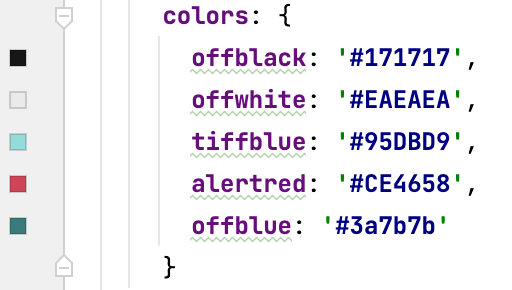 colors: {
offblack: '#171717',
offwhite: '#EAEAEA',
tiffblue: '#95DBD9',
alertred: '#CE4658',
offblue: '#3a7b7b'
}